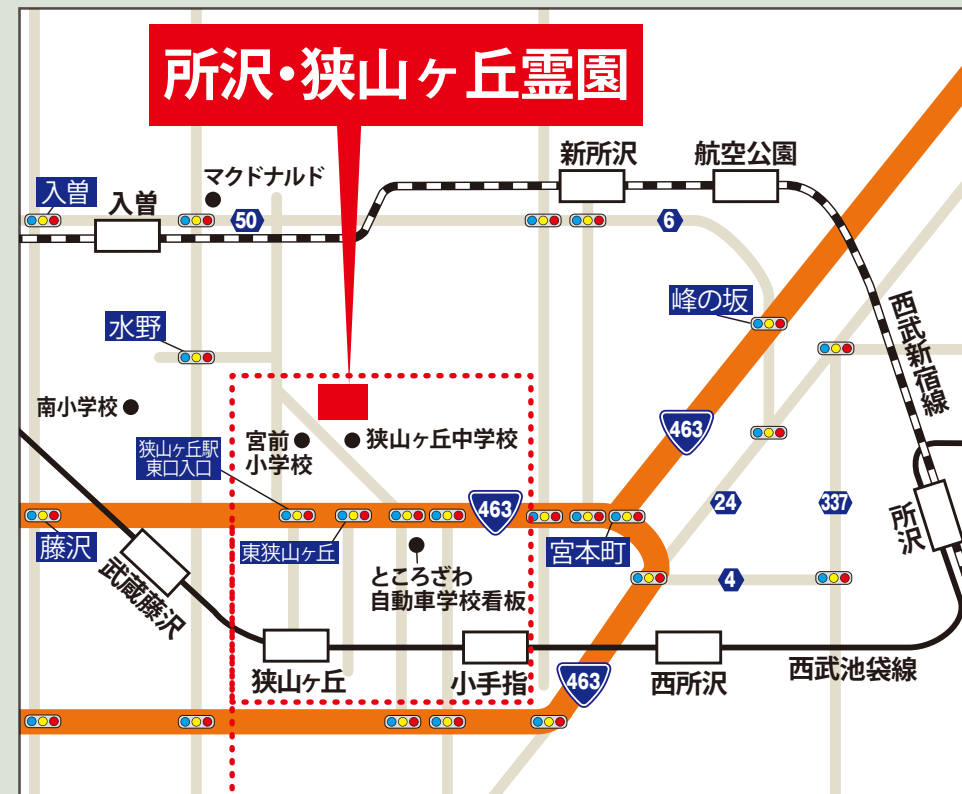 所沢・狭山ヶ丘霊園
新所沢
航空公園
マクドナルド
入曽
入曽
50
6
峰の坂
西武新宿線
水野
南小学校
宮前
小学校
狭山ヶ丘中学校
463
狭山ヶ丘駅
東口入口
463
24
337
所沢
藤沢
東狭山ヶ丘
宮本町
武蔵藤沢
ところざわ
自動車学校看板
4
狭山ヶ丘
小手指
463
西所沢
西武池袋線